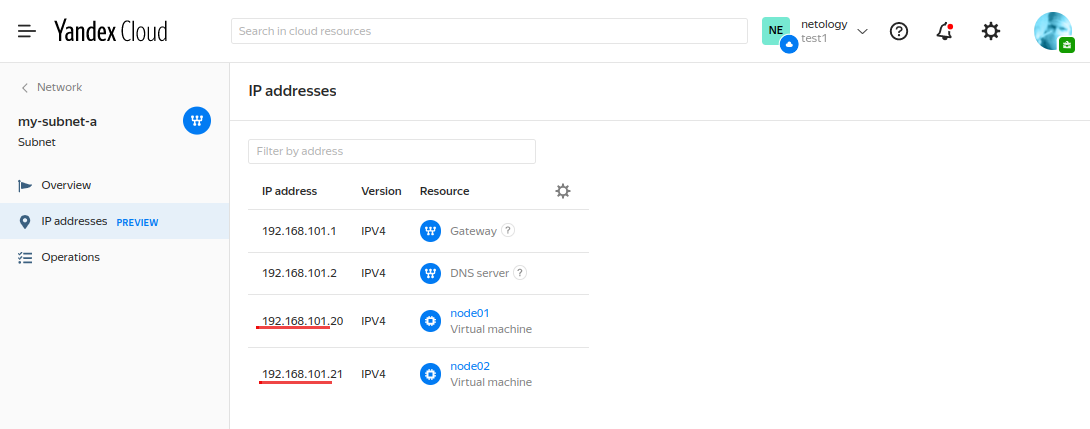 Yandex Cloud
Search in cloud resources
NE
netology
test1
Network
my-subnet-a
Subnet
Overview
IP addresses PREVIEW
Operations
IP addresses
Filter by address
IP address Version Resource
192.168.101.1 IPV4 Gateway ?
192.168.101.2 IPV4 DNS server ?
192.168.101.20 IPV4 node01
Virtual machine
192.168.101.21 IPV4 node02
Virtual machine